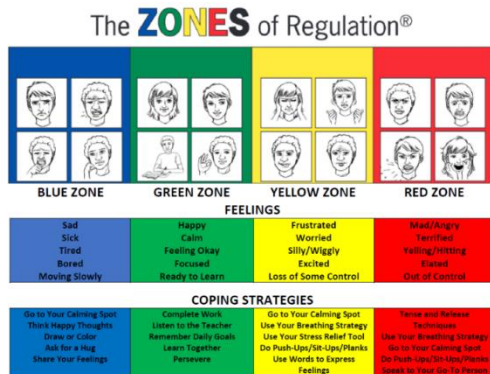 The ZONES of Regulation®
BLUE ZONE GREEN ZONE YELLOW ZONE RED ZONE
FEELINGS
Sad Happy Frustrated Mad/Angry
Sick Calm Worried Terrified
Tired Feeling Okay Silly/Wiggly Yelling/Hitting
Bored Focused Excited Elated
Moving Slowly Ready to Learn Loss of Some Control Out of Control
COPING STRATEGIES
Go to Your Calming Spot
Think Happy Thoughts
Draw or Color
Ask for a Hug
Share Your Feelings
Complete Work
Listen to the Teacher
Remember Daily Goals
Learn Together
Persevere
Go to Your Calming Spot
Use Your Breathing Strategy
Use Your Stress Relief Tool
Do Push-Ups/Sit-Ups/Planks
Use Words to Express
Feelings
Tense and Release
Techniques
Use Your Breathing Strategy
Go to Your Calming Spot
Do Push-Ups/Sit-Ups/Planks
Speak to Your Go-To Person